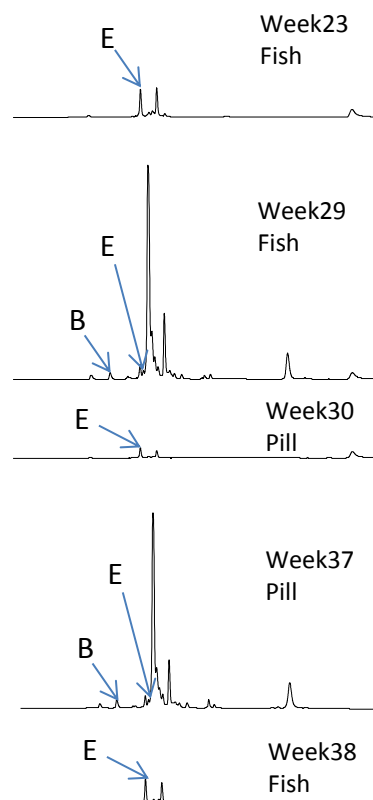 E
Week23
Fish
Week29
Fish
E
B
Week30
Pill
E
Week37
Pill
E
B
Week38
Fish
E